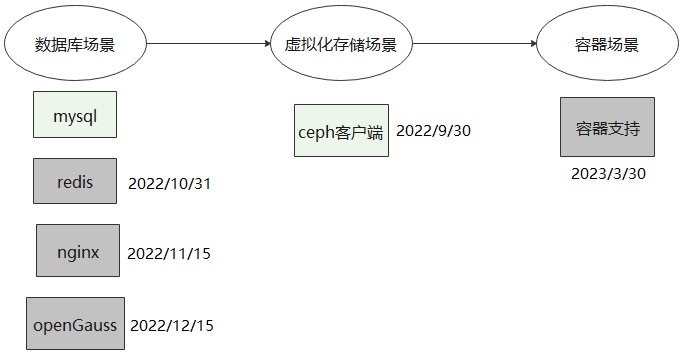 数据库场景
虚拟化存储场景
容器场景
mysql
ceph客户端
2022/9/30
容器支持
2023/3/30
redis
2022/10/31
nginx
2022/11/15
openGauss
2022/12/15